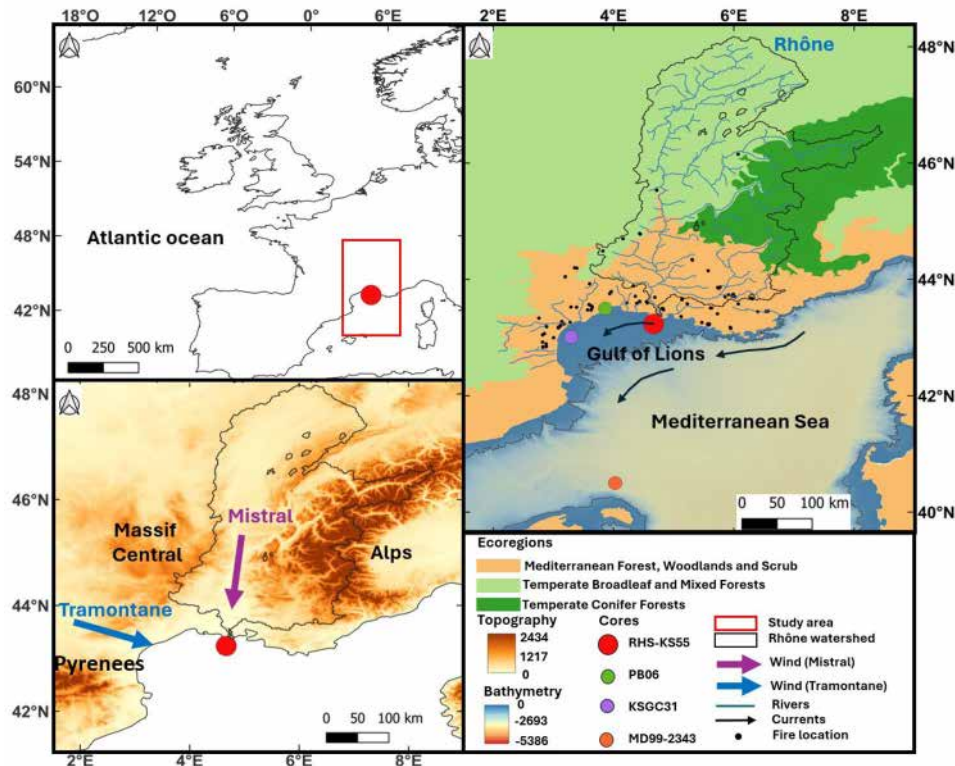 18°O 12°O 6°O 0°E 6°E
60°N
54°N
48°N
42°N
Atlantic ocean
0 250 500 km
2°E 4°E 6°E 8°E
48°N
46°N
44°N
42°N
40°N
Rhône
Gulf of Lions
Mediterranean Sea
0 50 100 km
48°N
46°N
44°N
42°N
Massif
Central
Mistral
Alps
Tramontane
Pyrenees
0 50 100 km
2°E 4°E 6°E 8°E
Ecoregions
Mediterranean Forest, Woodlands and Scrub
Temperate Broadleaf and Mixed Forests
Temperate Conifer Forests
Topography
2434
1217
0
Bathymetry
0
-2693
-5386
Cores
RHS-KS55
PB06
KSGC31
MD99-2343
Study area
Rhône watershed
Wind (Mistral)
Wind (Tramontane)
Rivers
Currents
Fire location